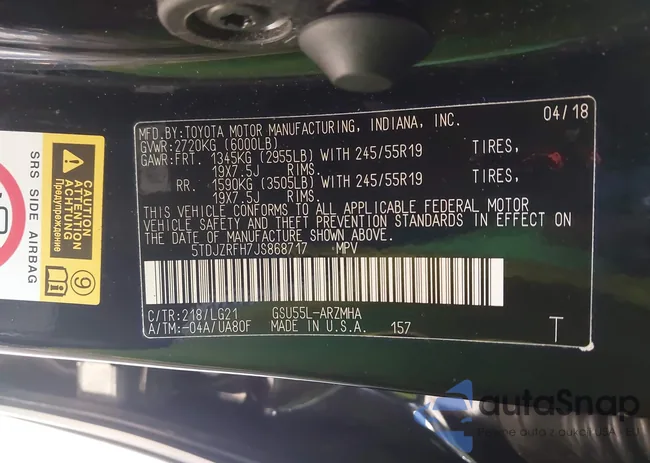 MFD.BY:TOYOTA MOTOR MANUFACTURING, INDIANA, INC. 04/18
GVWR:2720KG (6000LB)
GAWR:FRT. 1345KG (2955LB) WITH 245/55R19 TIRES,
19X7.5J RIMS.
RR. 1590KG (3505LB) WITH 245/55R19 TIRES,
19X7.5J RIMS.
THIS VEHICLE CONFORMS TO ALL APPLICABLE FEDERAL MOTOR
VEHICLE SAFETY AND THEFT PREVENTION STANDARDS IN EFFECT ON
THE DATE OF MANUFACTURE SHOWN ABOVE.
5TDJZRFH7JS868717 MPV
C/TR:218/LG21 GSU55L-ARZMHA
A/TM:-04A/UA80F MADE IN U.S.A. 157 T
SRS SIDE AIRBAG
CAUTION
ATTENTION
ACHTUNG
Предупреждение
9
autoSnap